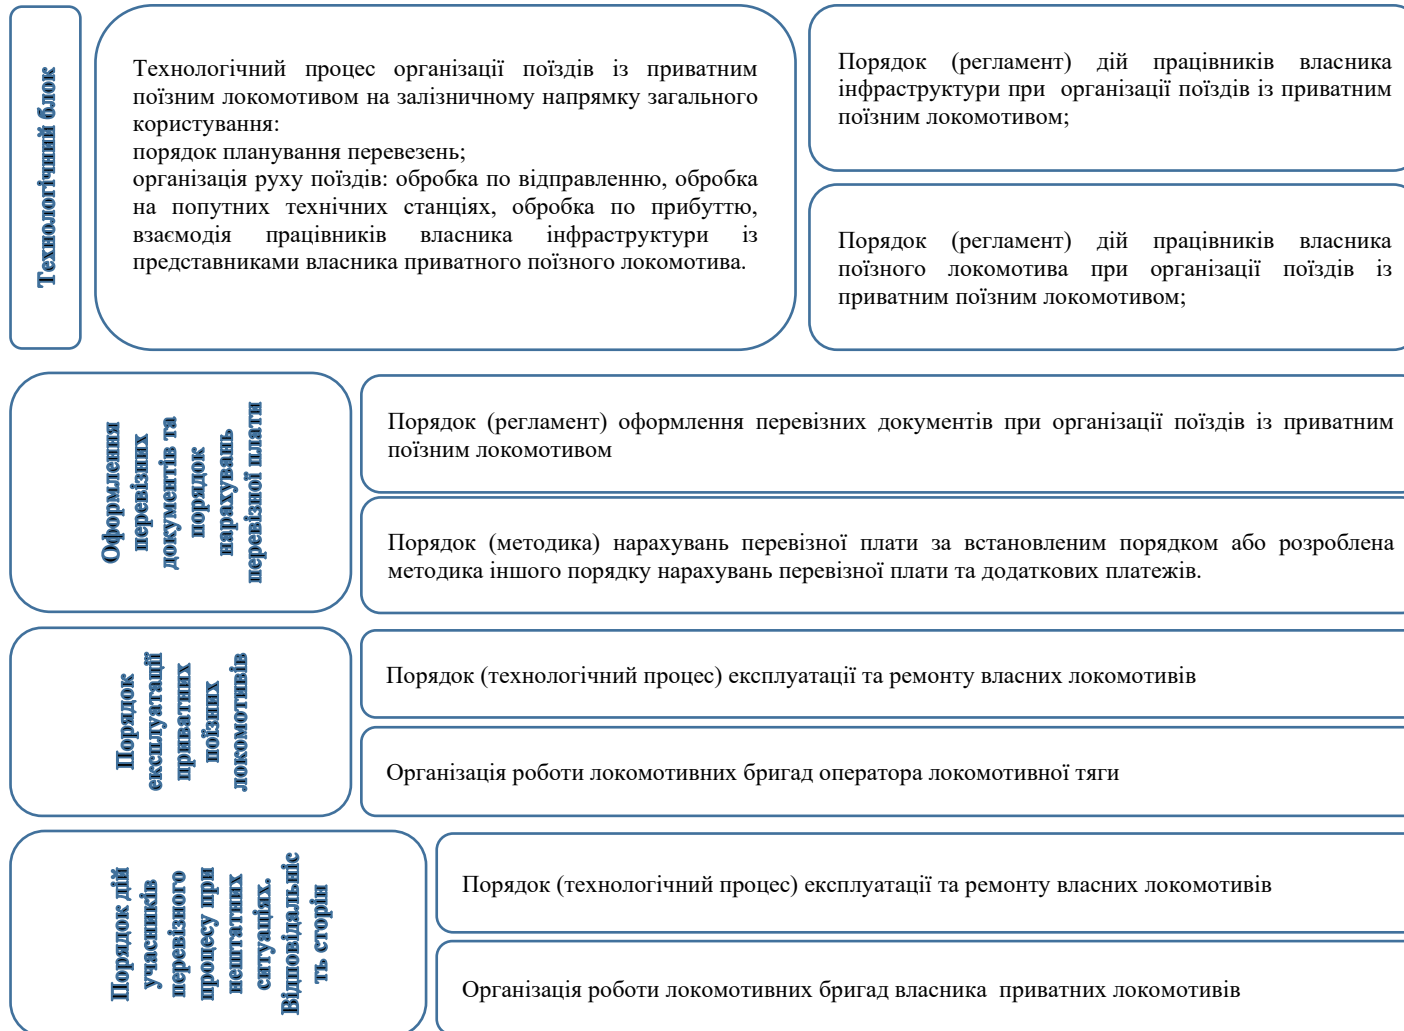 Технологічний блок
Технологічний процес організації поїздів із приватним
поїзним локомотивом на залізничному напрямку загального
користування:
порядок планування перевезень;
організація руху поїздів: обробка по відправленню, обробка
на попутних технічних станціях, обробка по прибуттю,
взаємодія працівників власника інфраструктури із
представниками власника приватного поїзного локомотива.
Порядок (регламент) дій працівників власника
інфраструктури при організації поїздів із приватним
поїзним локомотивом;
Порядок (регламент) дій працівників власника
поїзного локомотива при організації поїздів із
приватним поїзним локомотивом;
Оформлення
перевізних
документів та
порядок
нарахувань
перевізної плати
Порядок (регламент) оформлення перевізних документів при організації поїздів із приватним
поїзним локомотивом
Порядок (методика) нарахувань перевізної плати за встановленим порядком або розроблена
методика іншого порядку нарахувань перевізної плати та додаткових платежів.
Порядок
експлуатації
приватних
поїзних
локомотивів
Порядок (технологічний процес) експлуатації та ремонту власних локомотивів
Організація роботи локомотивних бригад оператора локомотивної тяги
Порядок дій
учасників
перевізного
процесу при
нештатних
ситуаціях.
Відповідальніс
ть сторін
Порядок (технологічний процес) експлуатації та ремонту власних локомотивів
Організація роботи локомотивних бригад власника приватних локомотивів